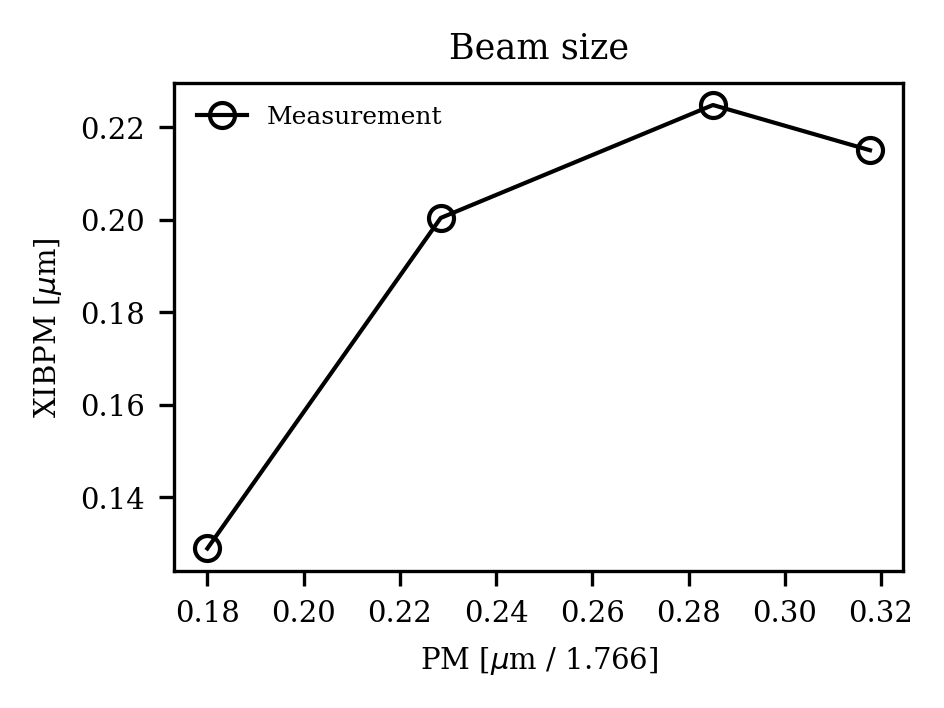 Beam size
Measurement
XIBPM [μm]
0.22
0.20
0.18
0.16
0.14
0.18 0.20 0.22 0.24 0.26 0.28 0.30 0.32
PM [μm / 1.766]